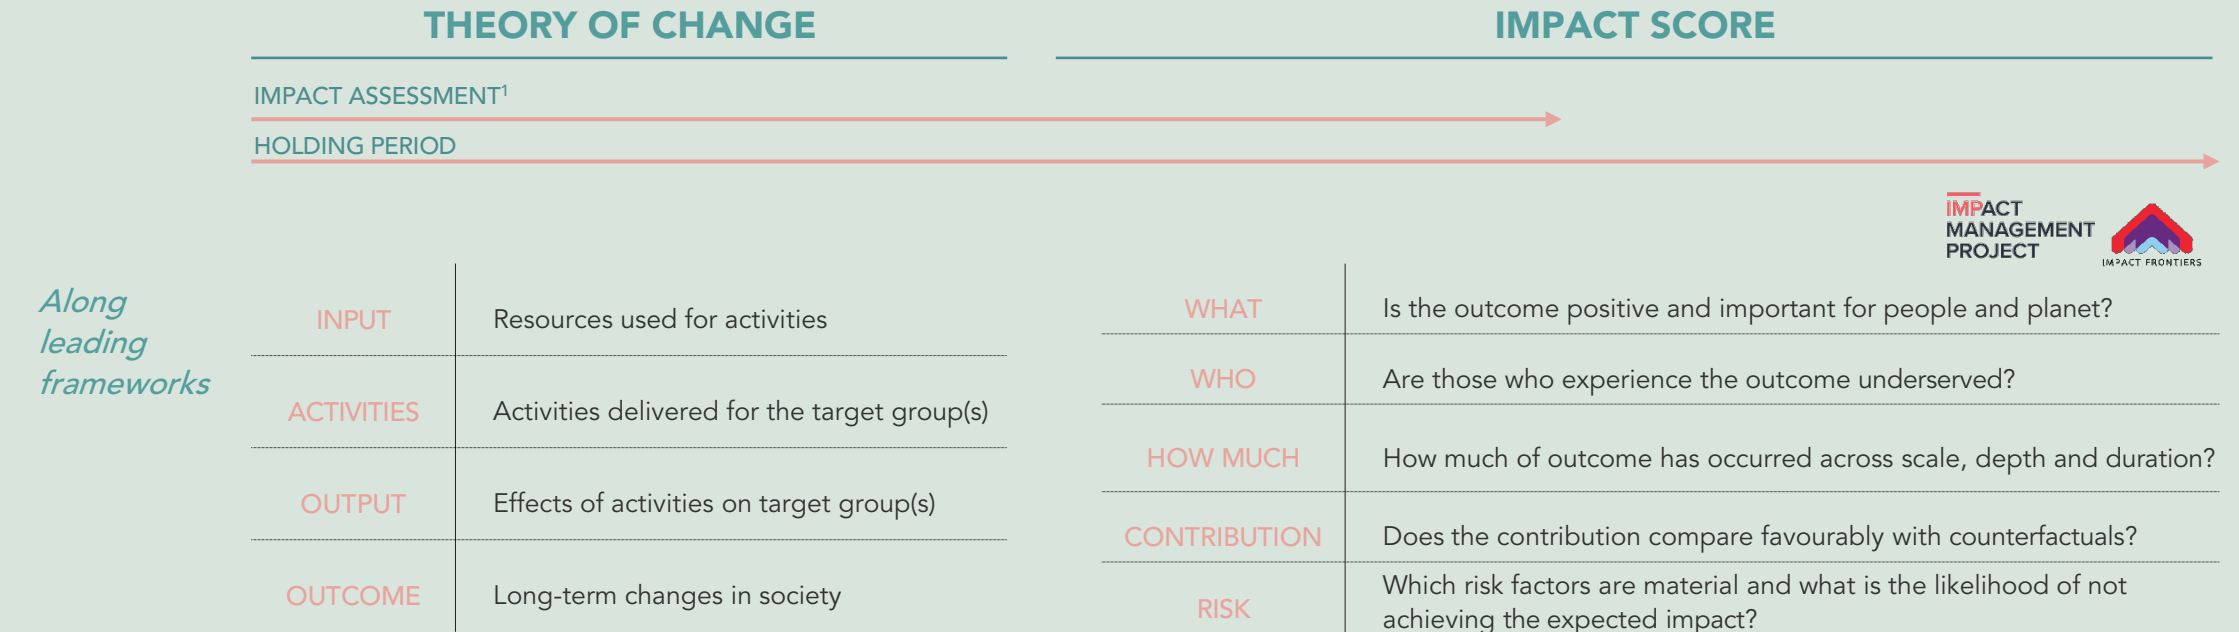 THEORY OF CHANGE
IMPACT SCORE
IMPACT ASSESSMENT1
HOLDING PERIOD
IMPACT
MANAGEMENT
PROJECT
IMPACT FRONTIERS
Along
leading
frameworks
INPUT
Resources used for activities
ACTIVITIES
Activities delivered for the target group(s)
OUTPUT
Effects of activities on target group(s)
OUTCOME
Long-term changes in society
WHAT
Is the outcome positive and important for people and planet?
WHO
Are those who experience the outcome underserved?
HOW MUCH
How much of outcome has occurred across scale, depth and duration?
CONTRIBUTION
Does the contribution compare favourably with counterfactuals?
RISK
Which risk factors are material and what is the likelihood of not
achieving the expected impact?